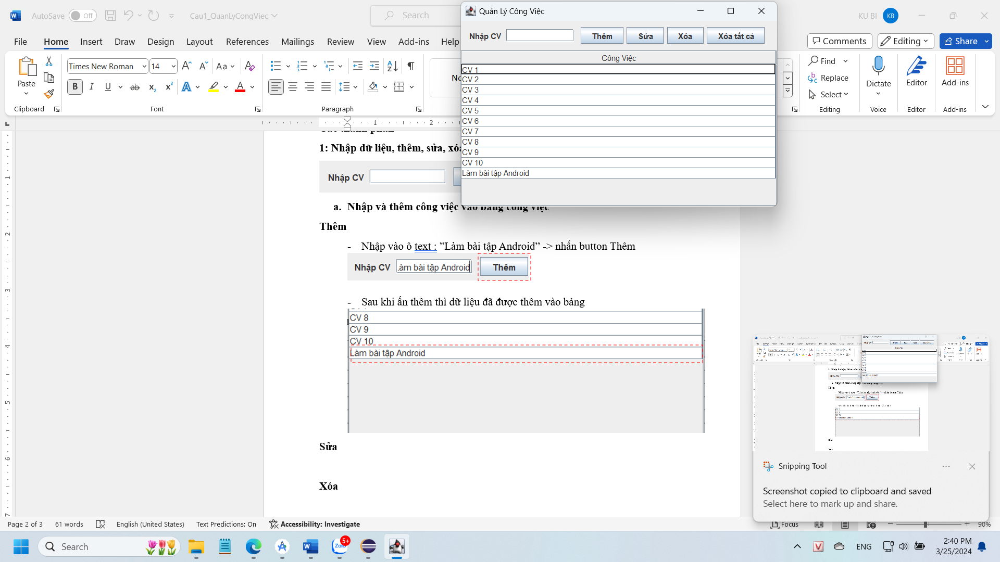 AutoSave Off
Cau1_QuanLyCongViec
Search
KU BI KB
File Home Insert Draw Design Layout References Mailings Review View Add-ins Help
Comments Editing Share
Paste
Clipboard
Times New Roman 14
Font
Paragraph
Find
Replace
Select
Editing
Dictate
Voice
Editor
Editor
Add-ins
Add-ins
Quản Lý Công Việc
Nhập CV Thêm Sửa Xóa Xóa tất cả
Công Việc
CV 1
CV 2
CV 3
CV 4
CV 5
CV 6
CV 7
CV 8
CV 9
CV 10
Làm bài tập Android
1: Nhập dữ liệu, thêm, sửa, xóa
Nhập CV
a. Nhập và thêm công việc vào bảng công việc
Thêm
- Nhập vào ô text : ”Làm bài tập Android” -> nhấn button Thêm
Nhập CV Làm bài tập Android Thêm
- Sau khi ấn thêm thì dữ liệu đã được thêm vào bảng
CV 8
CV 9
CV 10
Làm bài tập Android
Sửa
Xóa
Snipping Tool
Screenshot copied to clipboard and saved
Select here to mark up and share.
Page 2 of 3 61 words English (United States) Text Predictions: On Accessibility: Investigate Focus 90%
Search
Zalo 5+
ENG
2:40 PM
3/25/2024